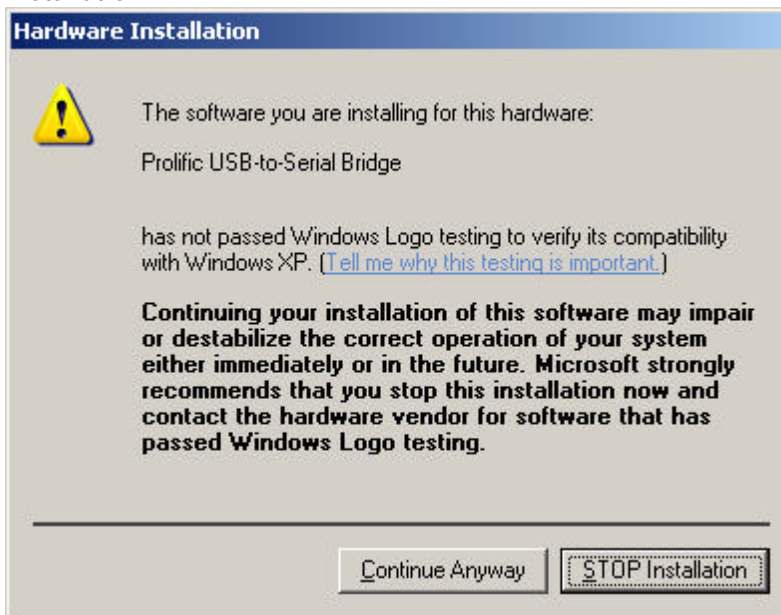 Hardware Installation
The software you are installing for this hardware:
Prolific USB-to-Serial Bridge
has not passed Windows Logo testing to verify its compatibility
with Windows XP. (Tell me why this testing is important.)
Continuing your installation of this software may impair
or destabilize the correct operation of your system
either immediately or in the future. Microsoft strongly
recommends that you stop this installation now and
contact the hardware vendor for software that has
passed Windows Logo testing.
Continue Anyway
STOP Installation